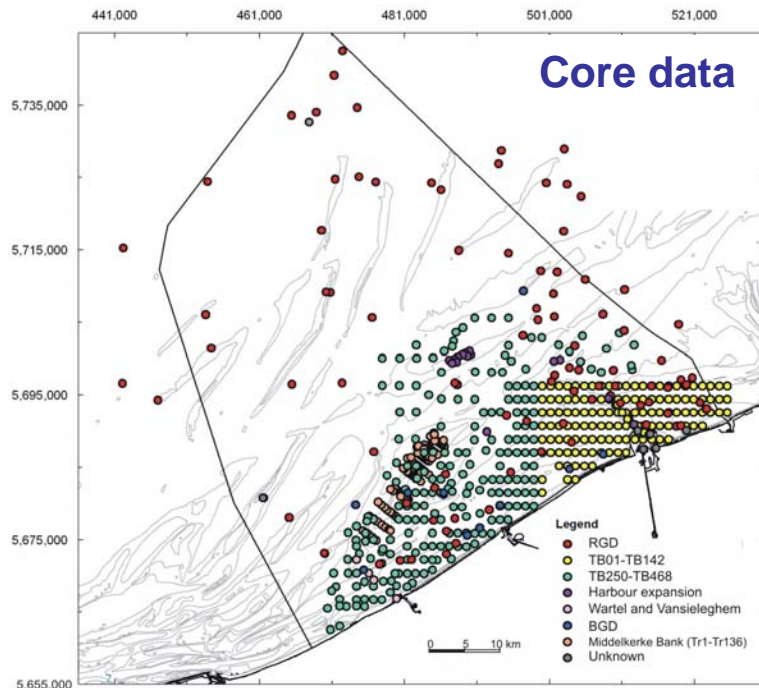 441,000 461,000 481,000 501,000 521,000
Core data
5,735,000
5,715,000
5,695,000
5,675,000
5,655,000
Legend
RGD
TB01-TB142
TB250-TB468
Harbour expansion
Wartel and Vansieleghem
BGD
Middelkerke Bank (Tr1-Tr136)
Unknown
0 5 10 km